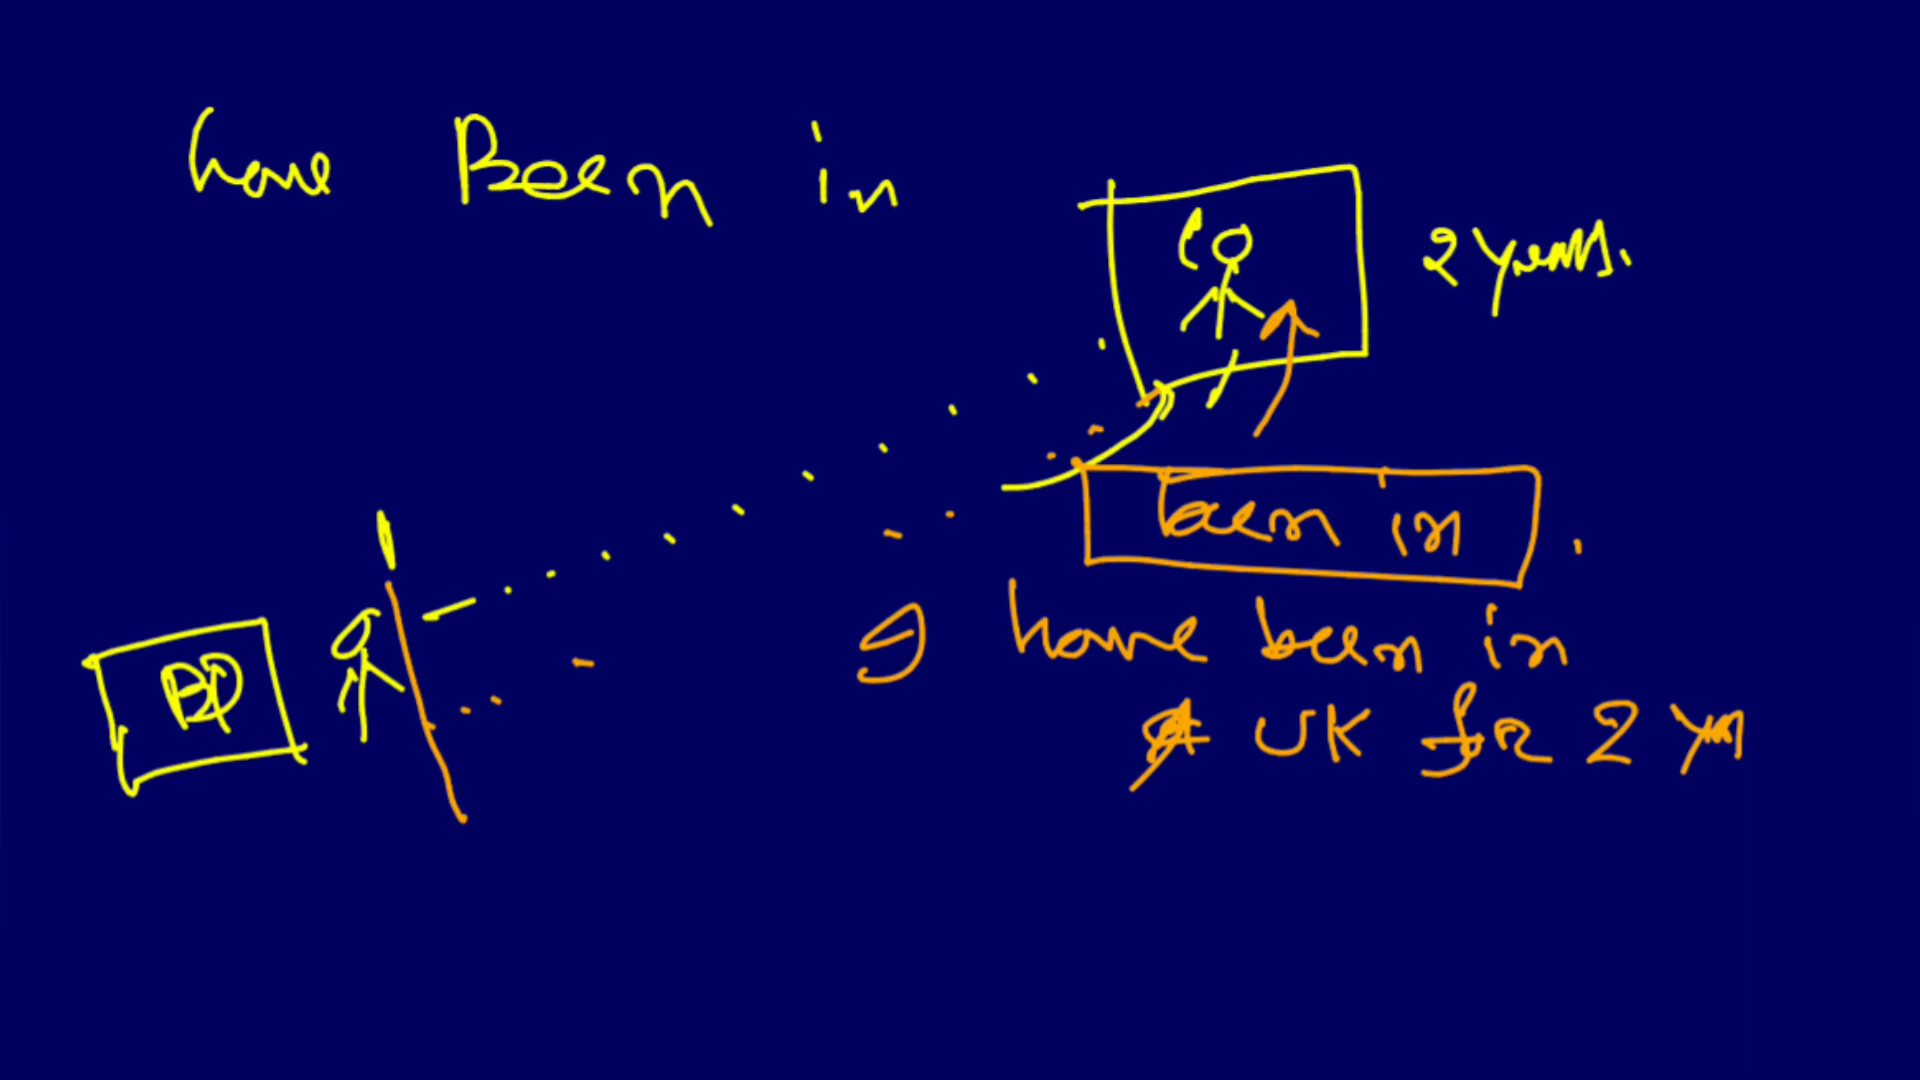 have Been in
2 years.
been in
BD
I have been in
UK for 2 yrs